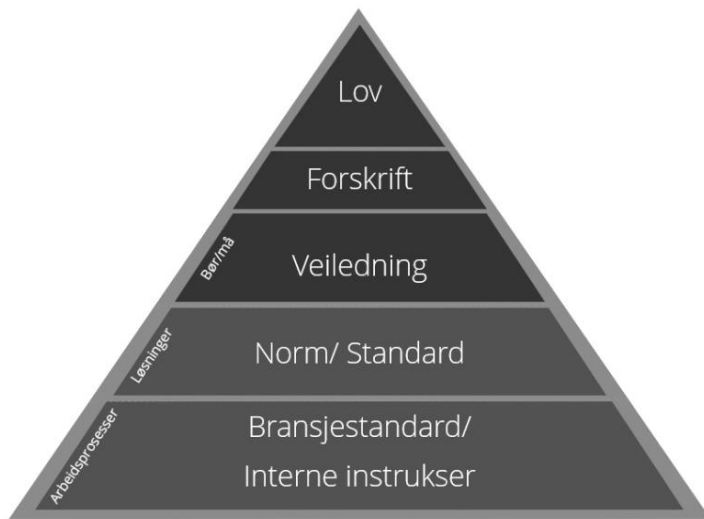 Lov
Forskrift
Bør/må
Veiledning
Løsninger
Norm/ Standard
Arbeidsprosesser
Bransjestandard/
Interne instrukser